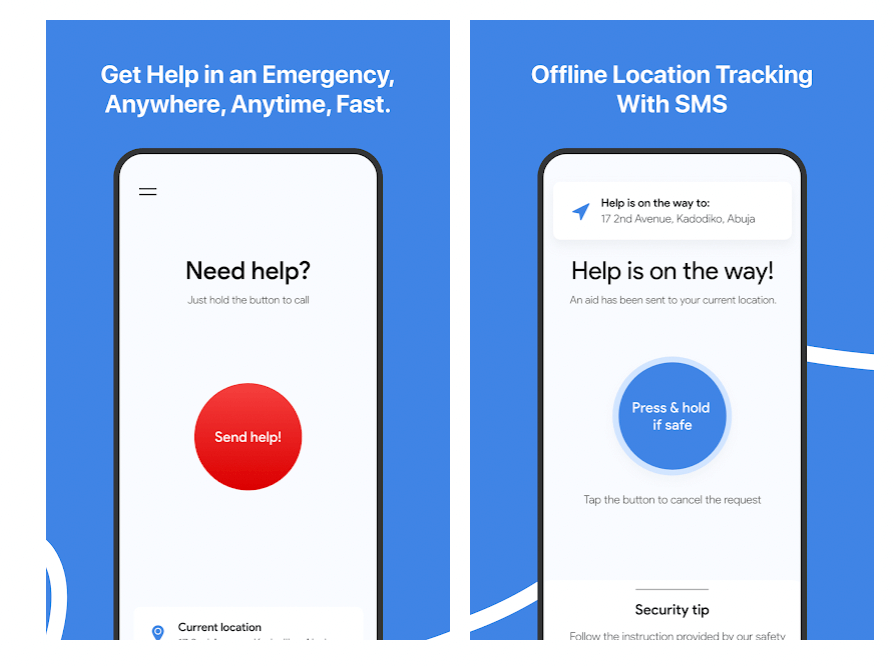 Get Help in an Emergency,
Anywhere, Anytime, Fast.
Need help?
Just hold the button to call
Send help!
Current location
Offline Location Tracking
With SMS
Help is on the way to:
17 2nd Avenue, Kadodiko, Abuja
Help is on the way!
An aid has been sent to your current location.
Press & hold
if safe
Tap the button to cancel the request
Security tip
Follow the instruction provided by our safety